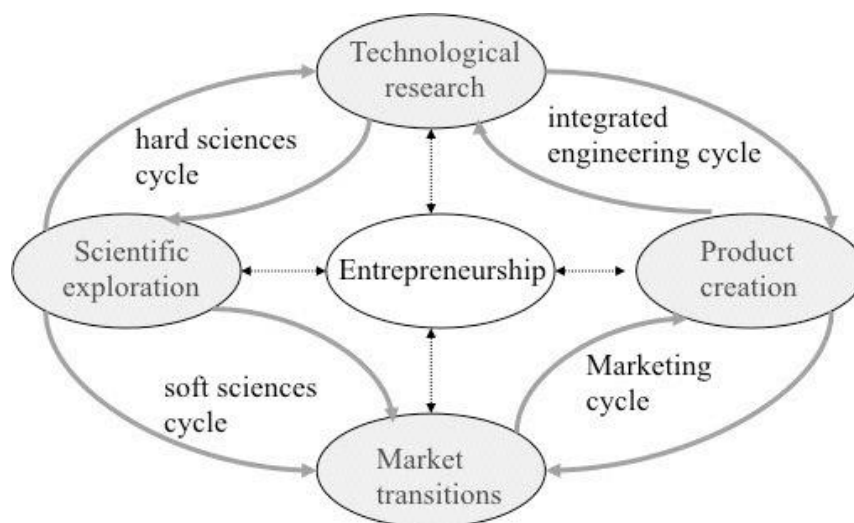 Technological
research
hard sciences
cycle
integrated
engineering cycle
Scientific
exploration
Entrepreneurship
Product
creation
soft sciences
cycle
Marketing
cycle
Market
transitions